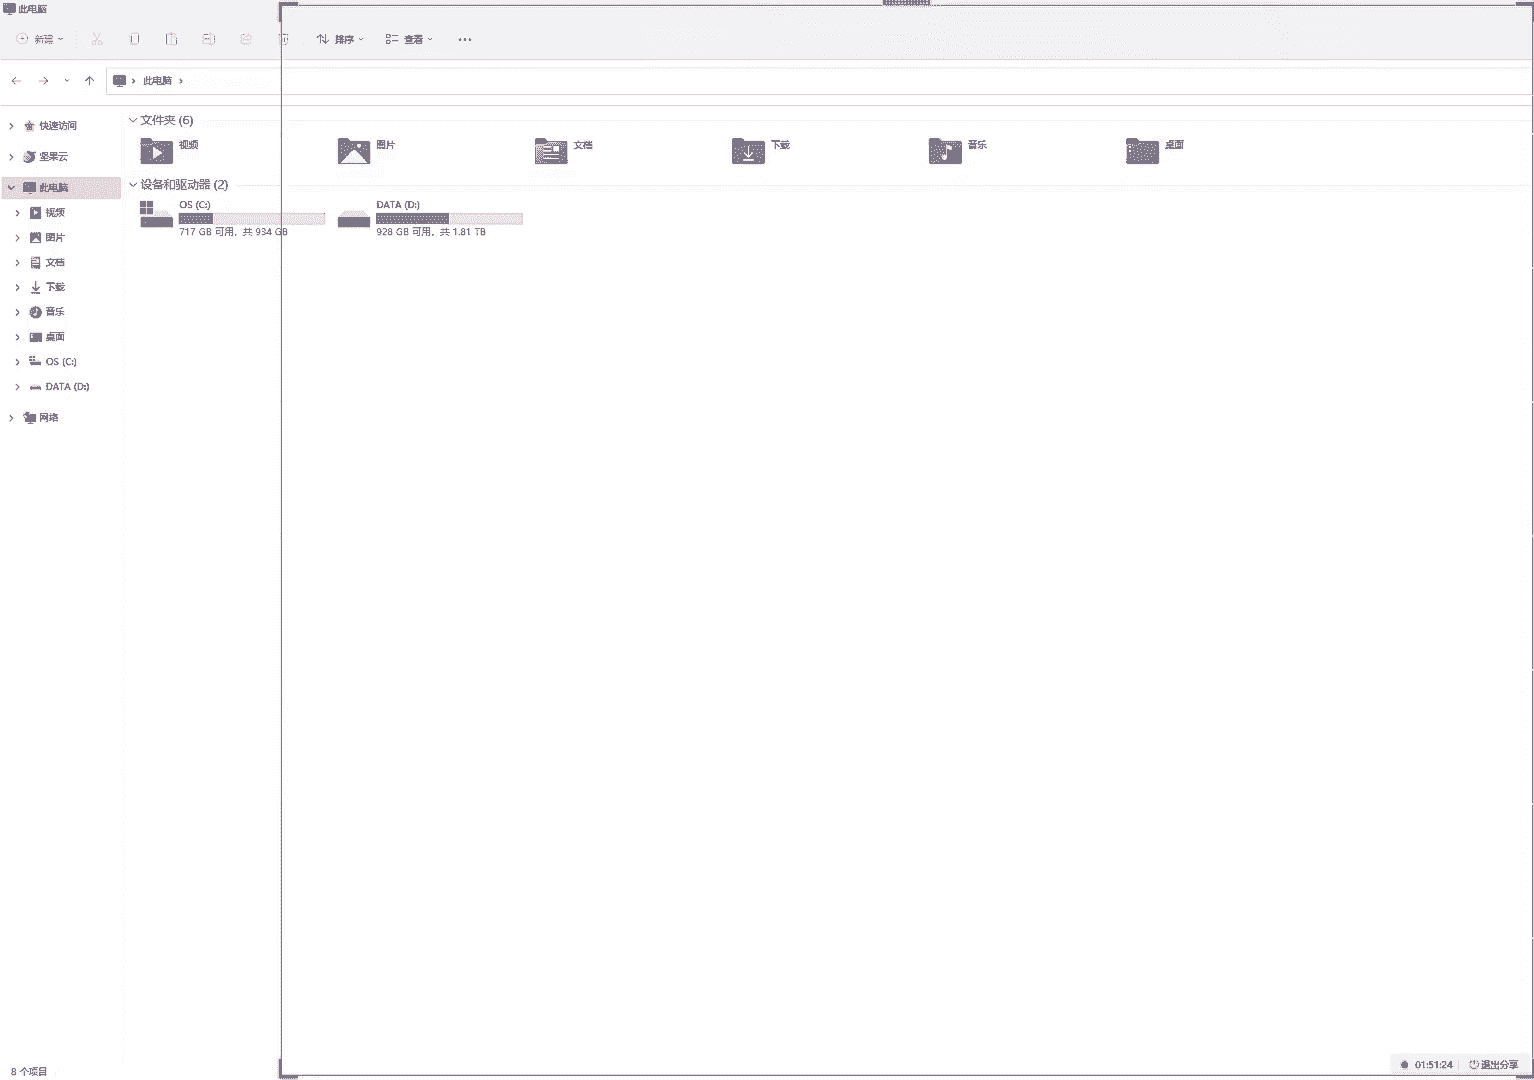 此电脑
新建
排序
查看
此电脑
快速访问
坚果云
此电脑
视频
图片
文档
下载
音乐
桌面
OS (C:)
DATA (D:)
网络
文件夹 (6)
视频
图片
文档
下载
音乐
桌面
设备和驱动器 (2)
OS (C:)
717 GB 可用，共 934 GB
DATA (D:)
928 GB 可用，共 1.81 TB
8 个项目
01:51:24
退出分享